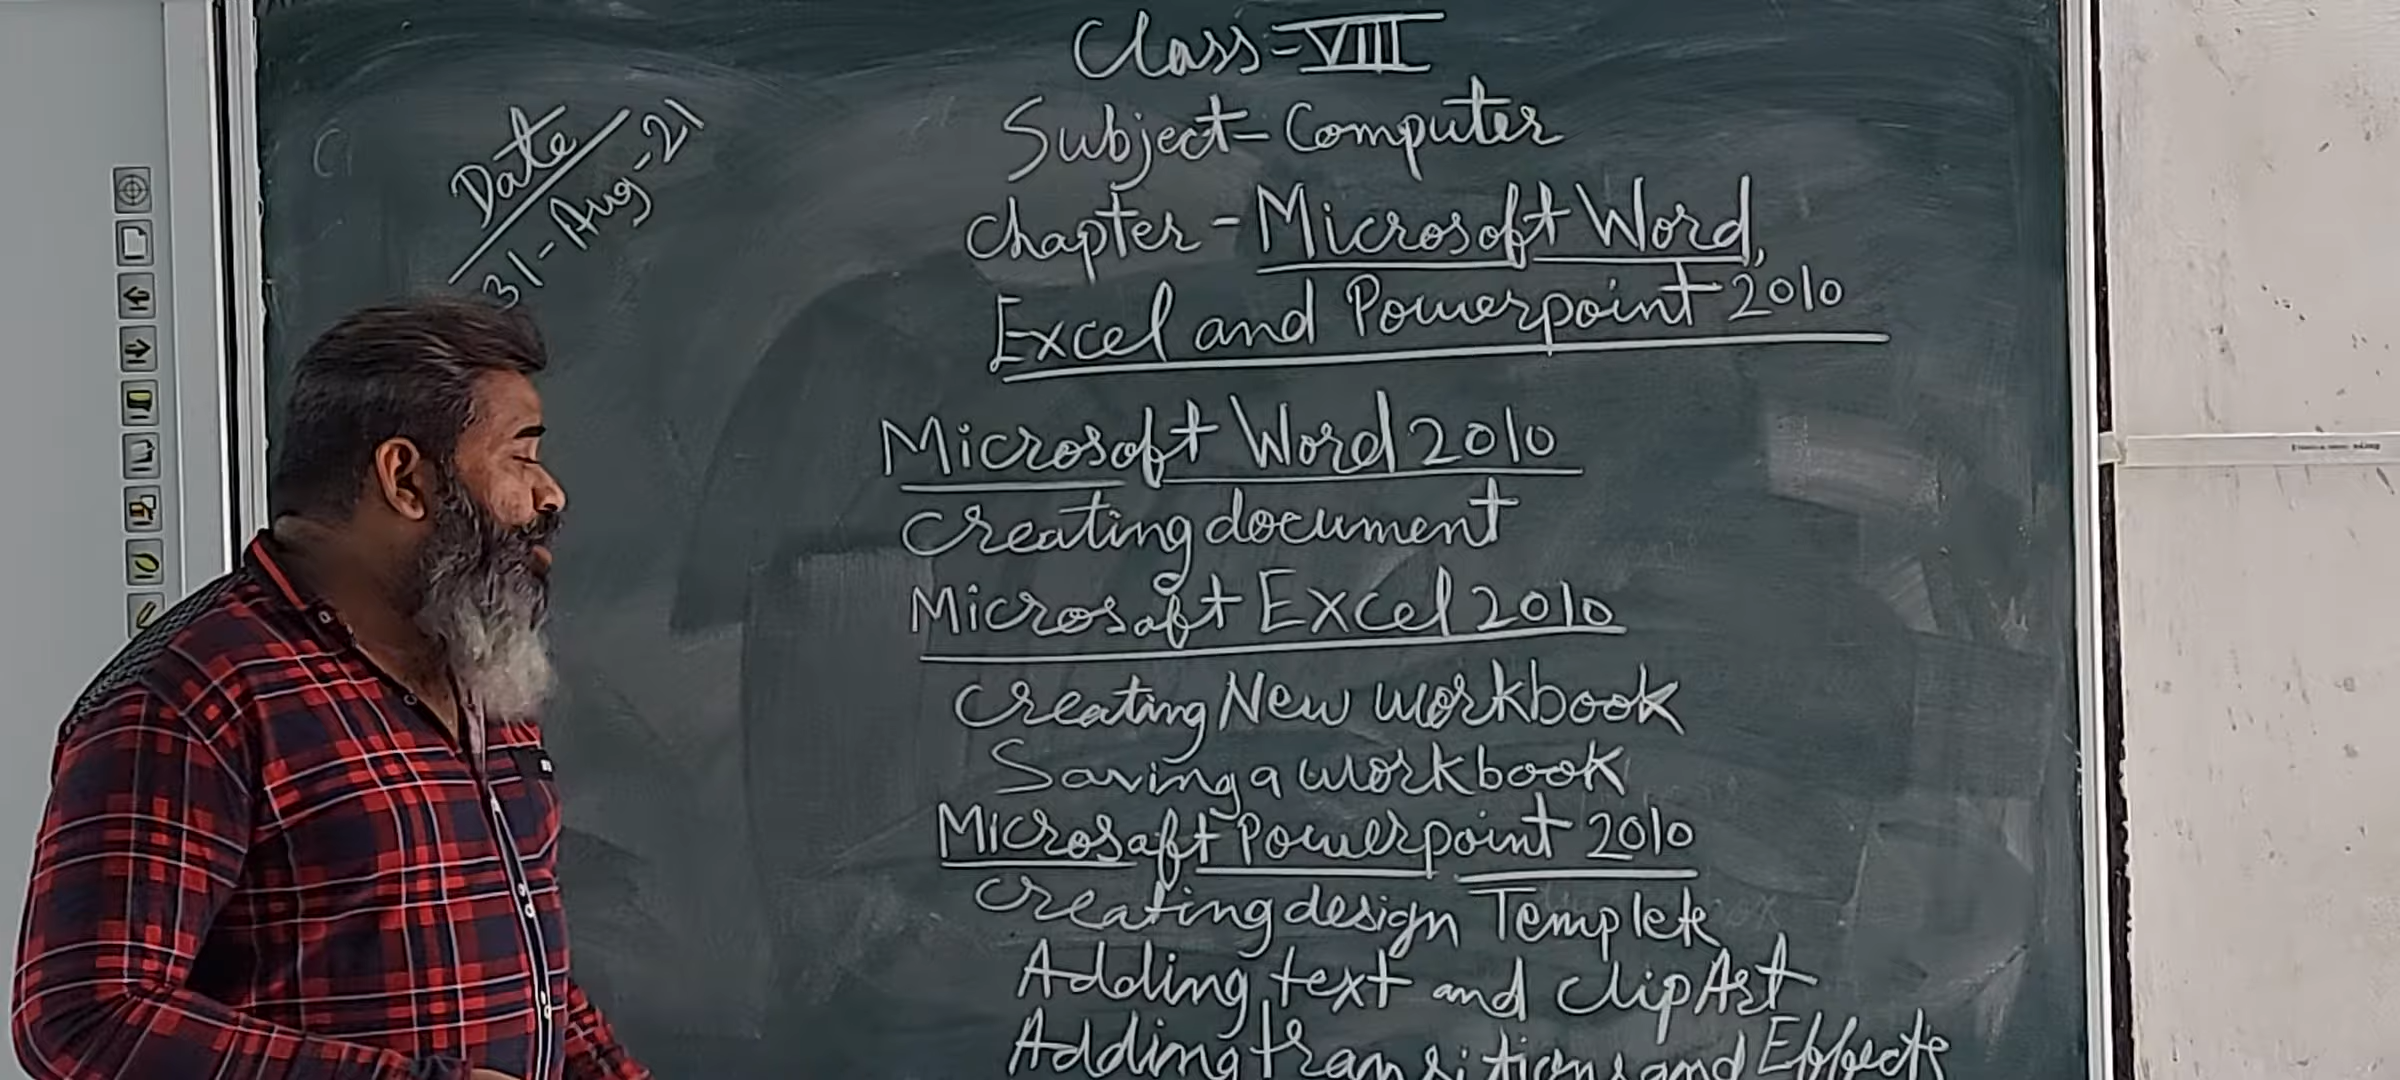 Class-VIII
Subject-Computer
Date
31-Aug-21
Chapter-Microsoft Word,
Excel and Powerpoint 2010
Microsoft Word 2010
Creating document
Microsoft Excel 2010
Creating New workbook
Saving a workbook
Microsoft Powerpoint 2010
Creating design Templete
Adding text and clipArt
Adding transitions and Effects